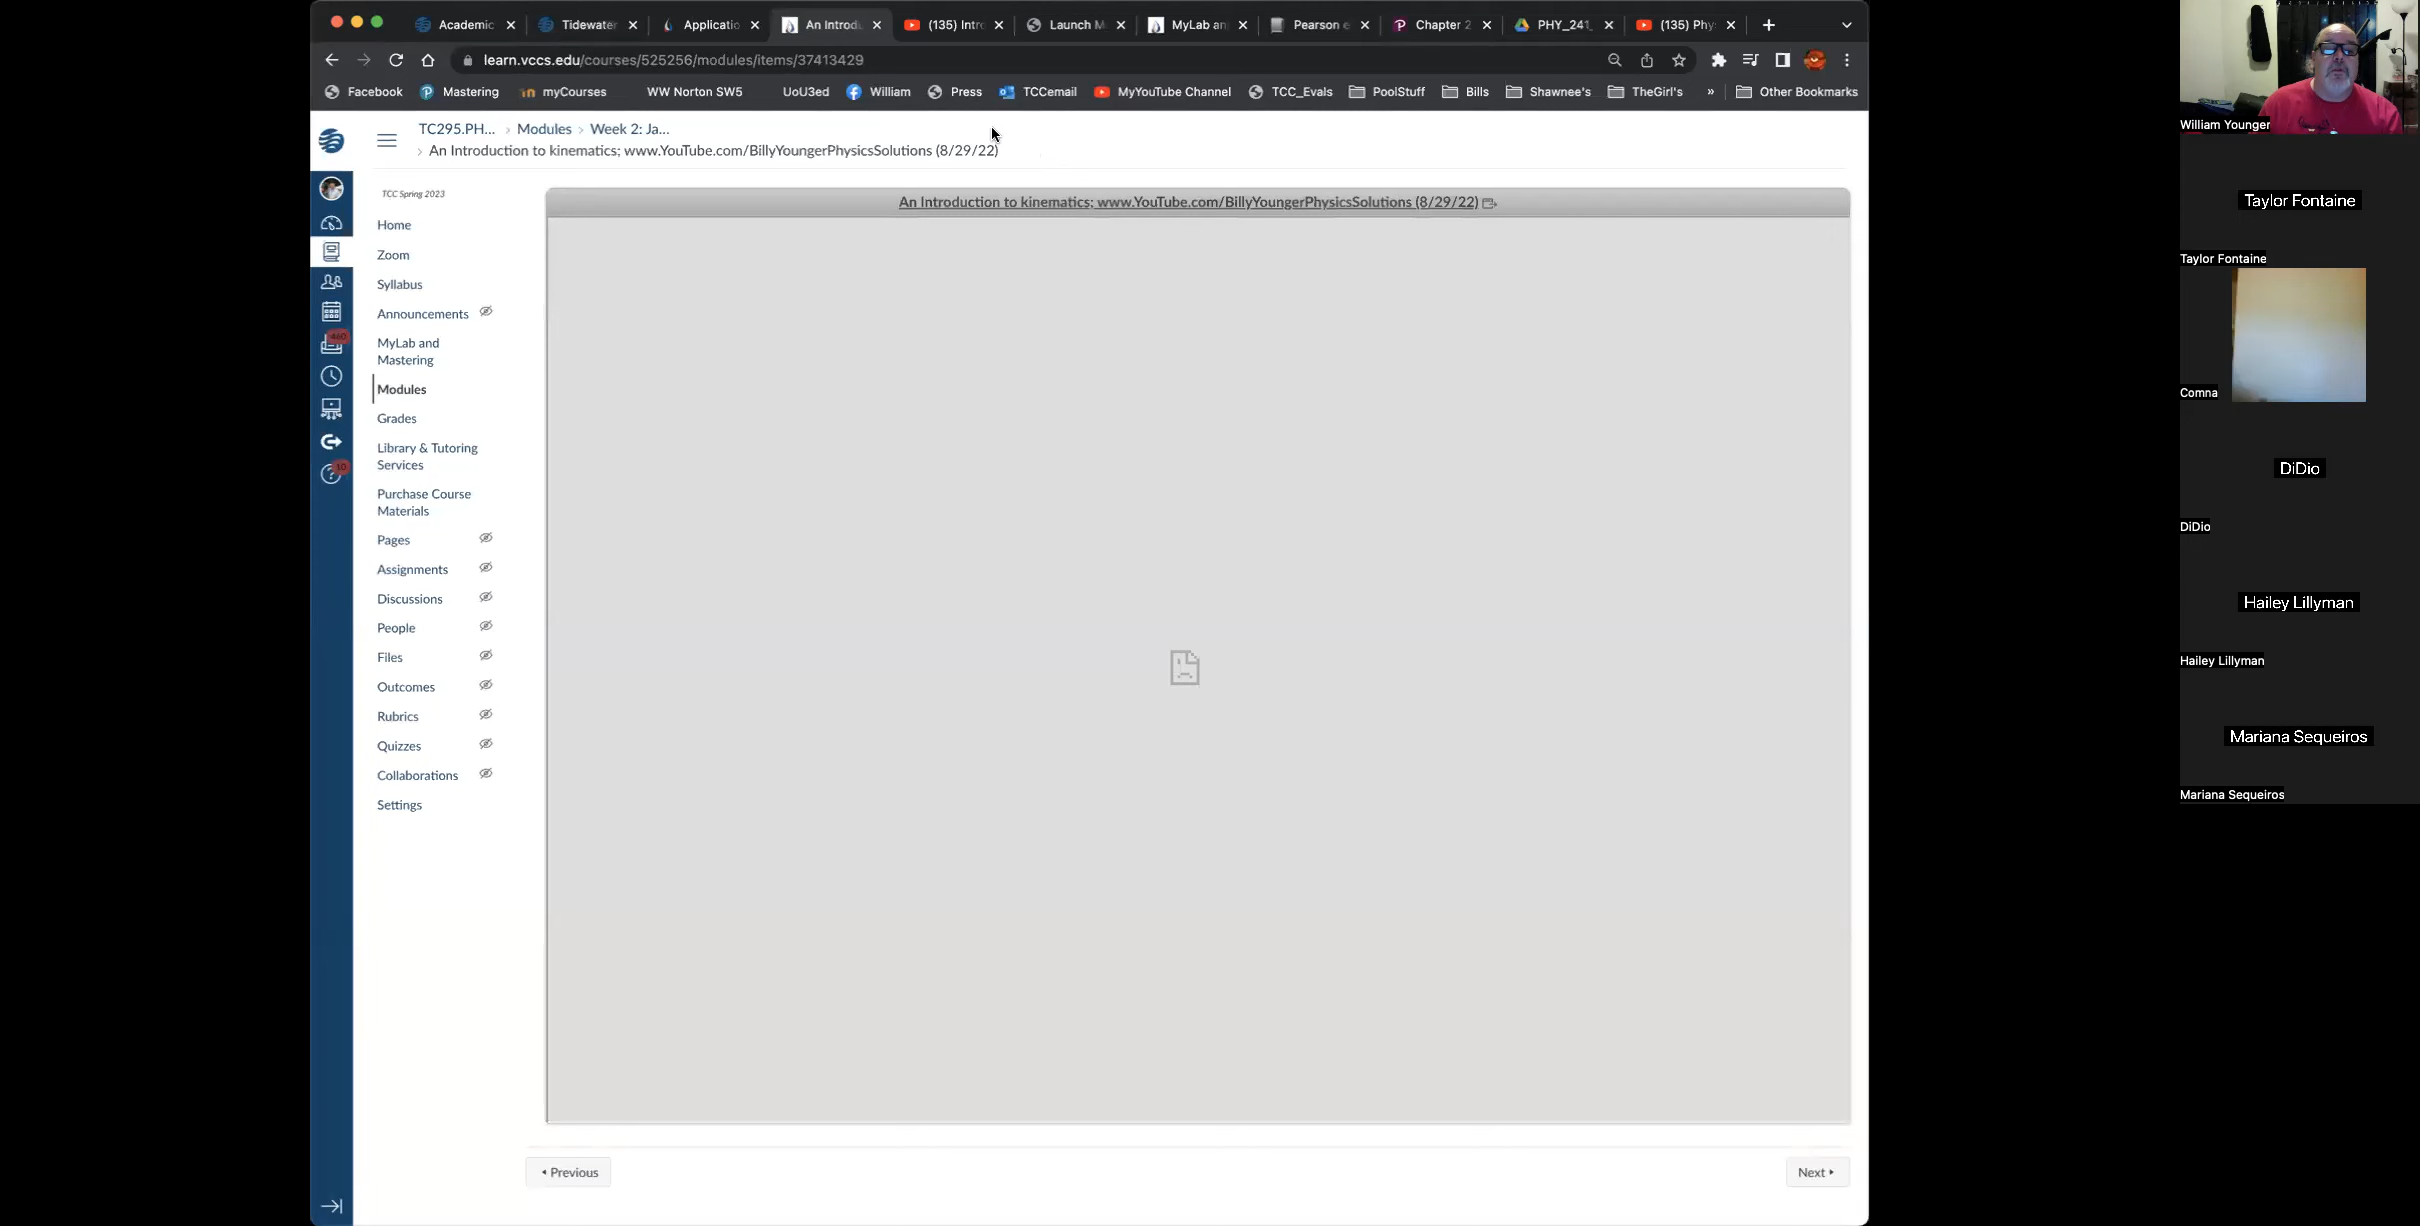 Academic
Tidewater
Applicatio
An Introdu
(135) Intro
Launch M
MyLab an
Pearson e
Chapter 2
PHY_241_
(135) Phy
learn.vccs.edu/courses/525256/modules/items/37413429
Facebook
Mastering
myCourses
WW Norton SW5
UoU3ed
William
Press
TCCemail
MyYouTube Channel
TCC_Evals
PoolStuff
Bills
Shawnee's
TheGirl's
»
Other Bookmarks
TC295.PH... › Modules › Week 2: Ja...
› An Introduction to kinematics; www.YouTube.com/BillyYoungerPhysicsSolutions (8/29/22)
TCC Spring 2023
Home
Zoom
Syllabus
Announcements
MyLab and
Mastering
Modules
Grades
Library & Tutoring
Services
Purchase Course
Materials
Pages
Assignments
Discussions
People
Files
Outcomes
Rubrics
Quizzes
Collaborations
Settings
460
10
An Introduction to kinematics; www.YouTube.com/BillyYoungerPhysicsSolutions (8/29/22)
Previous
Next
William Younger
Taylor Fontaine
Taylor Fontaine
Comna
DiDio
DiDio
Hailey Lillyman
Hailey Lillyman
Mariana Sequeiros
Mariana Sequeiros